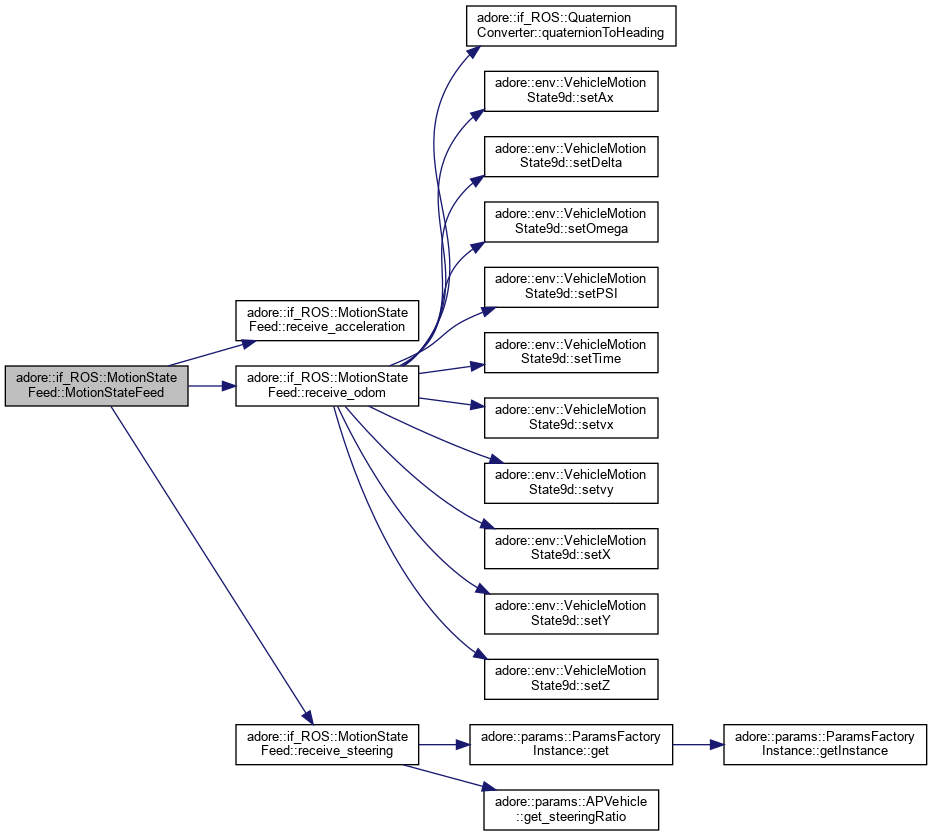 adore::if_ROS::Quaternion
Converter::quaternionToHeading
adore::env::VehicleMotion
State9d::setAx
adore::env::VehicleMotion
State9d::setDelta
adore::env::VehicleMotion
State9d::setOmega
adore::env::VehicleMotion
State9d::setPSI
adore::if_ROS::MotionState
Feed::receive_acceleration
adore::env::VehicleMotion
State9d::setTime
adore::if_ROS::MotionState
Feed::MotionStateFeed
adore::if_ROS::MotionState
Feed::receive_odom
adore::env::VehicleMotion
State9d::setvx
adore::env::VehicleMotion
State9d::setvy
adore::env::VehicleMotion
State9d::setX
adore::env::VehicleMotion
State9d::setY
adore::env::VehicleMotion
State9d::setZ
adore::if_ROS::MotionState
Feed::receive_steering
adore::params::ParamsFactory
Instance::get
adore::params::ParamsFactory
Instance::getInstance
adore::params::APVehicle
::get_steeringRatio